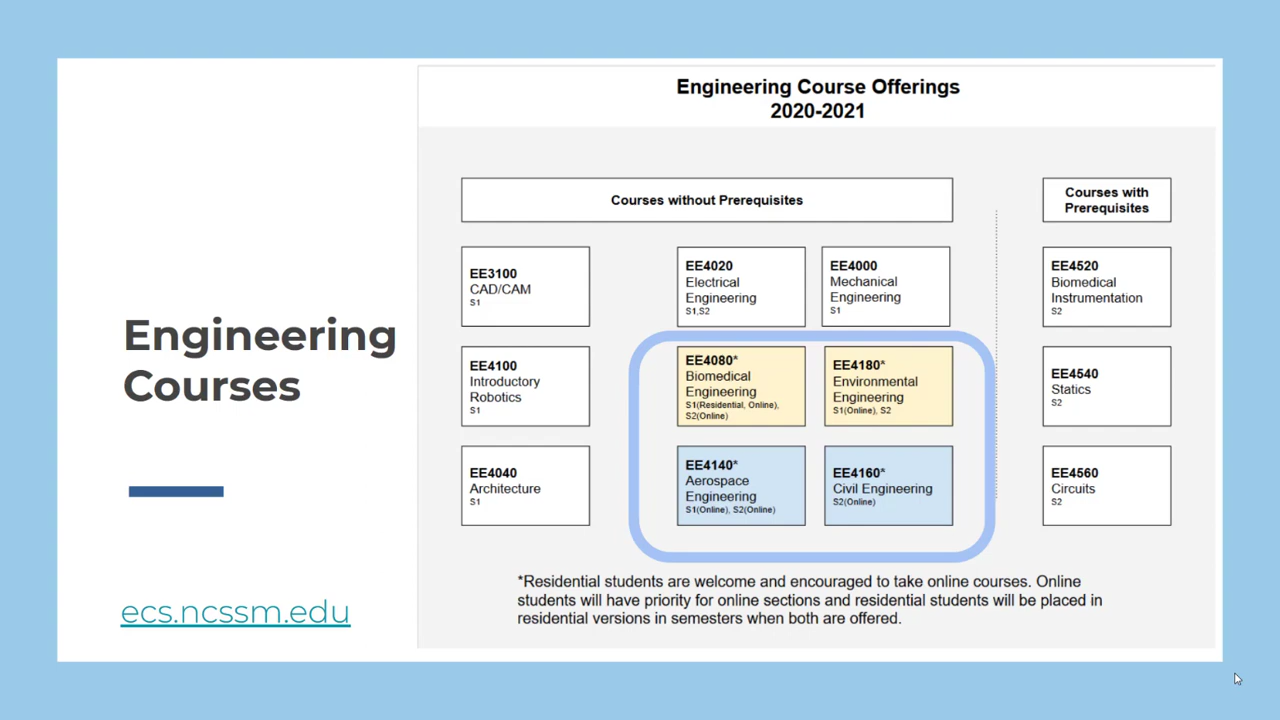 Engineering
Courses
ecs.ncssm.edu
Engineering Course Offerings
2020-2021
Courses without Prerequisites
Courses with
Prerequisites
EE3100
CAD/CAM
S1
EE4020
Electrical
Engineering
S1,S2
EE4000
Mechanical
Engineering
S1
EE4520
Biomedical
Instrumentation
S2
EE4100
Introductory
Robotics
S1
EE4080*
Biomedical
Engineering
S1(Residential, Online),
S2(Online)
EE4180*
Environmental
Engineering
S1(Online), S2
EE4540
Statics
S2
EE4040
Architecture
S1
EE4140*
Aerospace
Engineering
S1(Online), S2(Online)
EE4160*
Civil Engineering
S2(Online)
EE4560
Circuits
S2
*Residential students are welcome and encouraged to take online courses. Online
students will have priority for online sections and residential students will be placed in
residential versions in semesters when both are offered.